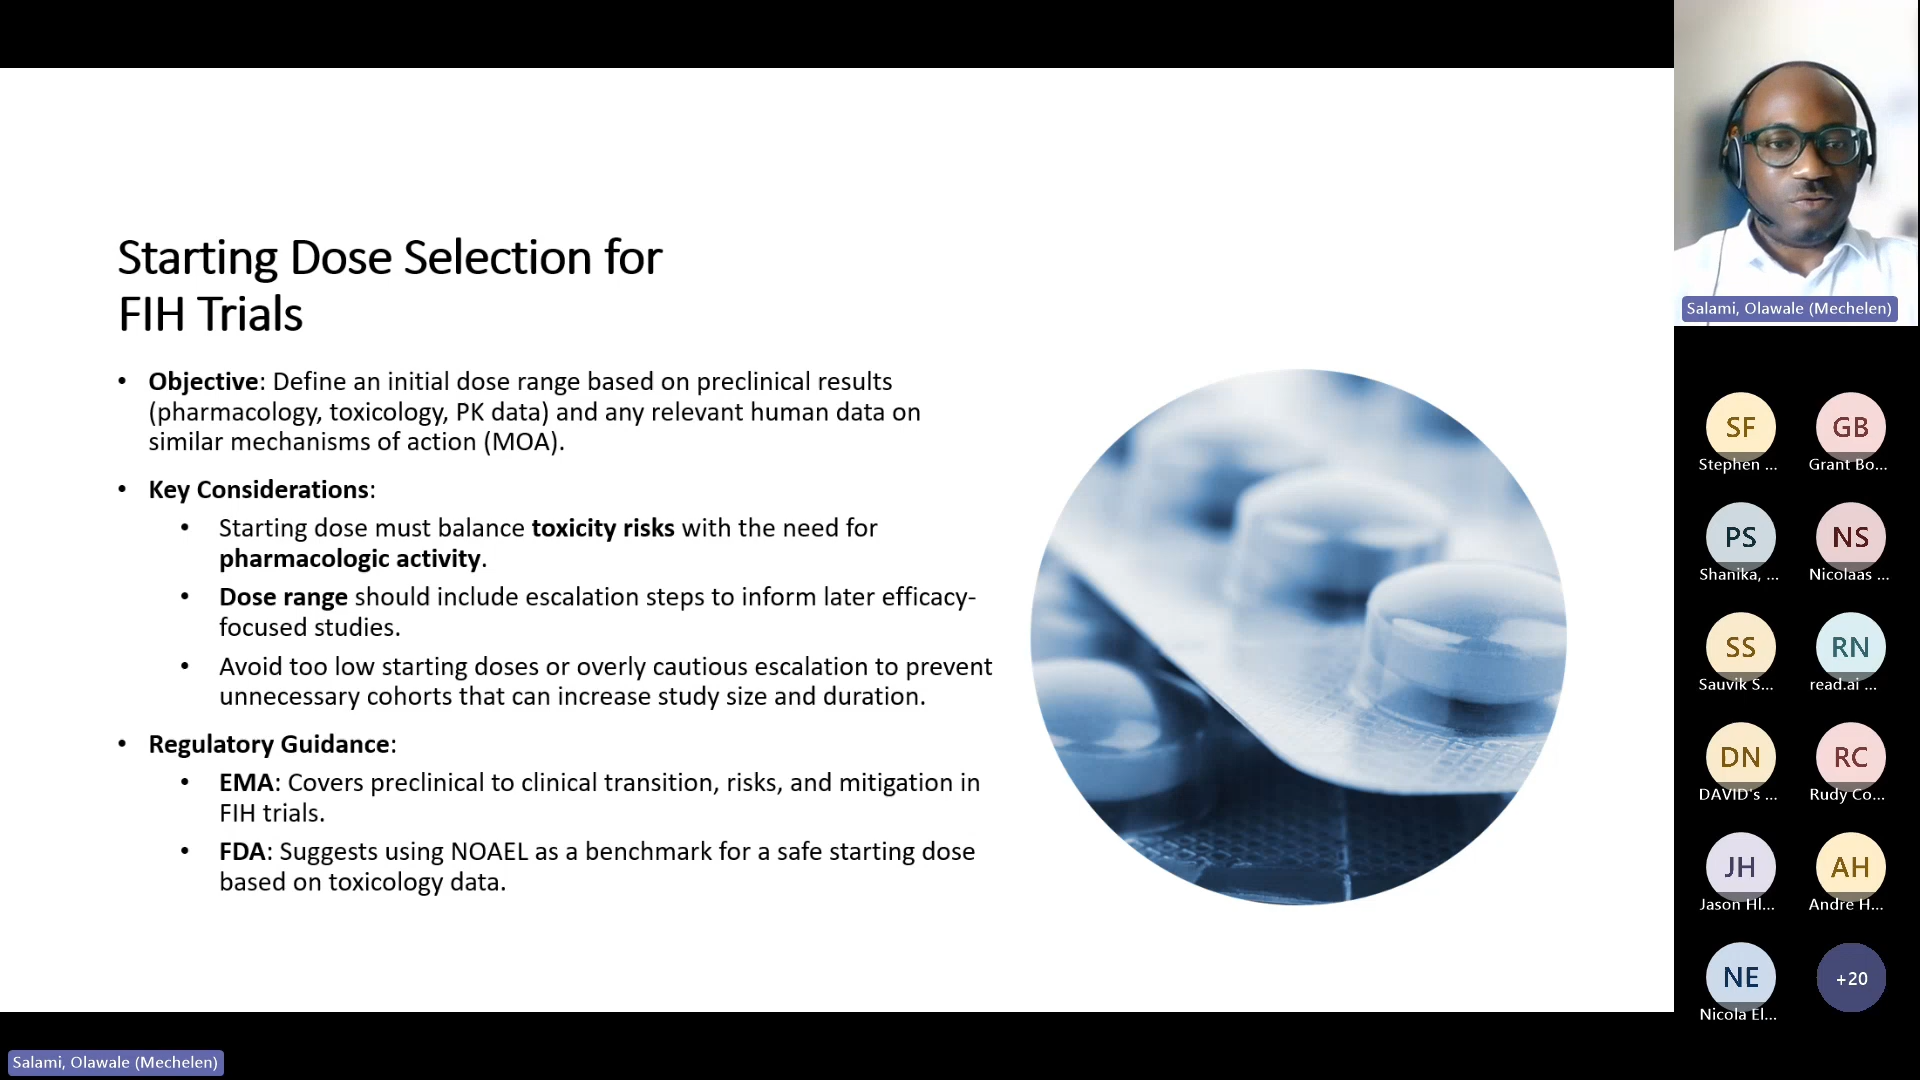 Starting Dose Selection for
FIH Trials
• Objective: Define an initial dose range based on preclinical results
(pharmacology, toxicology, PK data) and any relevant human data on
similar mechanisms of action (MOA).
• Key Considerations:
• Starting dose must balance toxicity risks with the need for
pharmacologic activity.
• Dose range should include escalation steps to inform later efficacy-
focused studies.
• Avoid too low starting doses or overly cautious escalation to prevent
unnecessary cohorts that can increase study size and duration.
• Regulatory Guidance:
• EMA: Covers preclinical to clinical transition, risks, and mitigation in
FIH trials.
• FDA: Suggests using NOAEL as a benchmark for a safe starting dose
based on toxicology data.
Salami, Olawale (Mechelen)
SF
Stephen ...
GB
Grant Bo...
PS
Shanika, ...
NS
Nicolaas ...
SS
Sauvik S...
RN
read.ai ...
DN
DAVID's ...
RC
Rudy Co...
JH
Jason Hl...
AH
Andre H...
NE
Nicola El...
+20
Salami, Olawale (Mechelen)